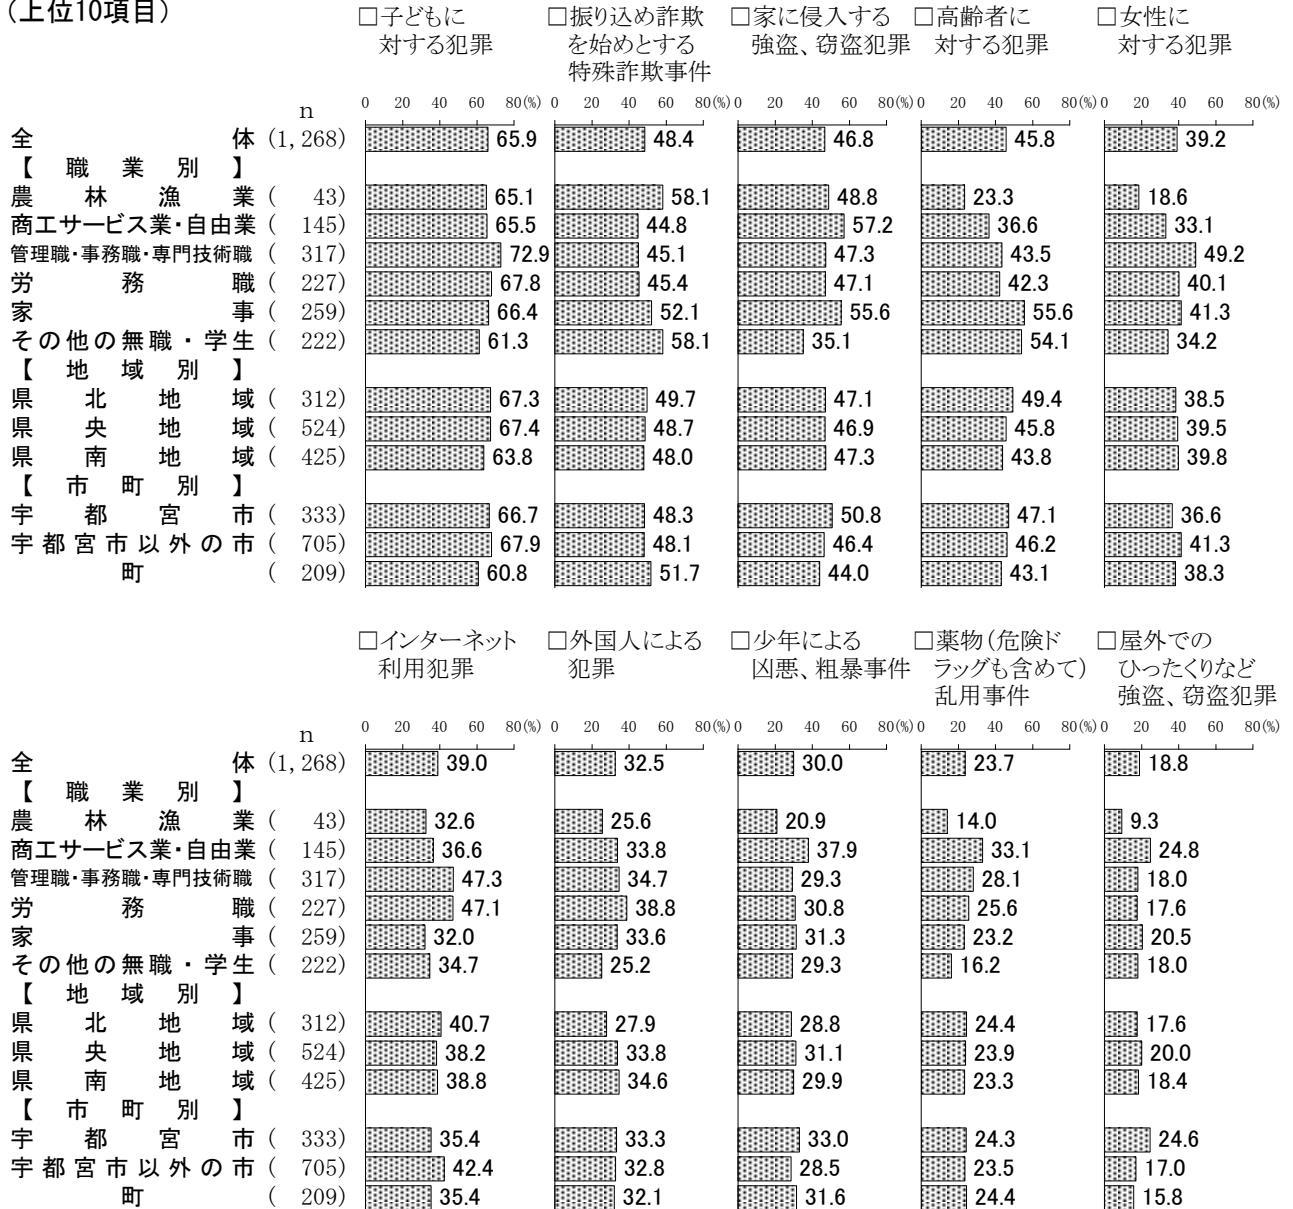 (上位10項目)
□子どもに
対する犯罪
□振り込め詐欺
を始めとする
特殊詐欺事件
□家に侵入する
強盗、窃盗犯罪
□高齢者に
対する犯罪
□女性に
対する犯罪
n 0 20 40 60 80(%) 0 20 40 60 80(%) 0 20 40 60 80(%) 0 20 40 60 80(%) 0 20 40 60 80(%)
全体 (1,268) 65.9 48.4 46.8 45.8 39.2
【職業別】
農林漁業 ( 43) 65.1 58.1 48.8 23.3 18.6
商工サービス業・自由業 ( 145) 65.5 44.8 57.2 36.6 33.1
管理職・事務職・専門技術職 ( 317) 72.9 45.1 47.3 43.5 49.2
労務職 ( 227) 67.8 45.4 47.1 42.3 40.1
家事 ( 259) 66.4 52.1 55.6 55.6 41.3
その他の無職・学生 ( 222) 61.3 58.1 35.1 54.1 34.2
【地域別】
県北地域 ( 312) 67.3 49.7 47.1 49.4 38.5
県央地域 ( 524) 67.4 48.7 46.9 45.8 39.5
県南地域 ( 425) 63.8 48.0 47.3 43.8 39.8
【市町別】
宇都宮市 ( 333) 66.7 48.3 50.8 47.1 36.6
宇都宮市以外の市 ( 705) 67.9 48.1 46.4 46.2 41.3
町 ( 209) 60.8 51.7 44.0 43.1 38.3
□インターネット
利用犯罪
□外国人による
犯罪
□少年による
凶悪、粗暴事件
□薬物(危険ド
ラッグも含めて)
乱用事件
□屋外での
ひったくりなど
強盗、窃盗犯罪
n 0 20 40 60 80(%) 0 20 40 60 80(%) 0 20 40 60 80(%) 0 20 40 60 80(%) 0 20 40 60 80(%)
全体 (1,268) 39.0 32.5 30.0 23.7 18.8
【職業別】
農林漁業 ( 43) 32.6 25.6 20.9 14.0 9.3
商工サービス業・自由業 ( 145) 36.6 33.8 37.9 33.1 24.8
管理職・事務職・専門技術職 ( 317) 47.3 34.7 29.3 28.1 18.0
労務職 ( 227) 47.1 38.8 30.8 25.6 17.6
家事 ( 259) 32.0 33.6 31.3 23.2 20.5
その他の無職・学生 ( 222) 34.7 25.2 29.3 16.2 18.0
【地域別】
県北地域 ( 312) 40.7 27.9 28.8 24.4 17.6
県央地域 ( 524) 38.2 33.8 31.1 23.9 20.0
県南地域 ( 425) 38.8 34.6 29.9 23.3 18.4
【市町別】
宇都宮市 ( 333) 35.4 33.3 33.0 24.3 24.6
宇都宮市以外の市 ( 705) 42.4 32.8 28.5 23.5 17.0
町 ( 209) 35.4 32.1 31.6 24.4 15.8